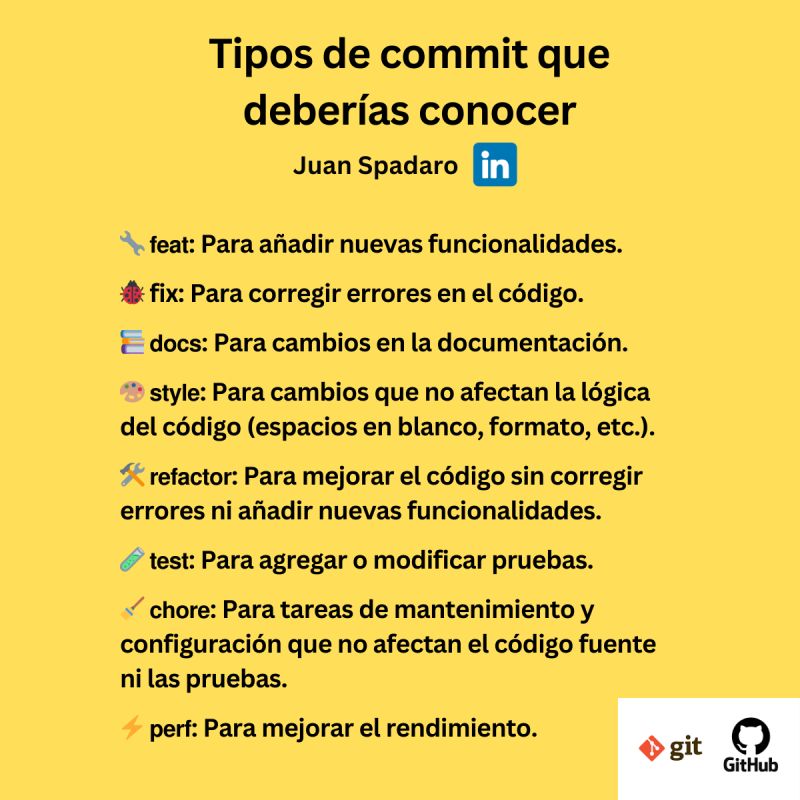 Tipos de commit que
deberías conocer
Juan Spadaro in
🔧 feat: Para añadir nuevas funcionalidades.
🐞 fix: Para corregir errores en el código.
📚 docs: Para cambios en la documentación.
🎨 style: Para cambios que no afectan la lógica
del código (espacios en blanco, formato, etc.).
🛠️ refactor: Para mejorar el código sin corregir
errores ni añadir nuevas funcionalidades.
🧪 test: Para agregar o modificar pruebas.
🧹 chore: Para tareas de mantenimiento y
configuración que no afectan el código fuente
ni las pruebas.
⚡ perf: Para mejorar el rendimiento.
git
GitHub